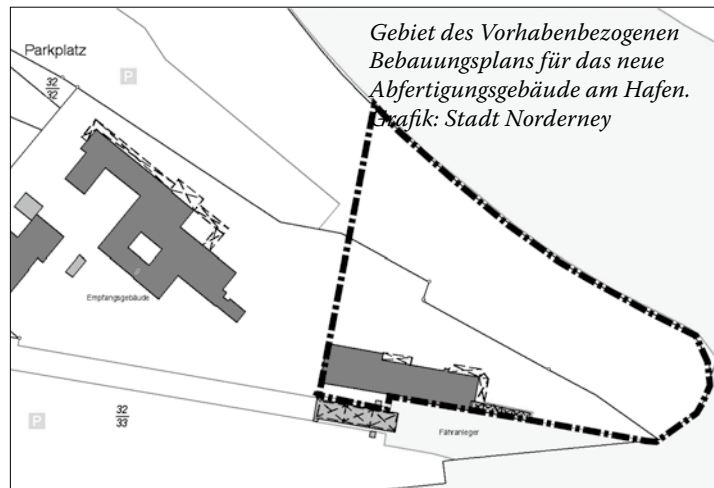 Gebiet des Vorhabenbezogenen
Bebauungsplans für das neue
Abfertigungsgebäude am Hafen.
Grafik: Stadt Norderney
Parkplatz
P
32
32
Empfangsgebäude
Fähranleger
P
32
33